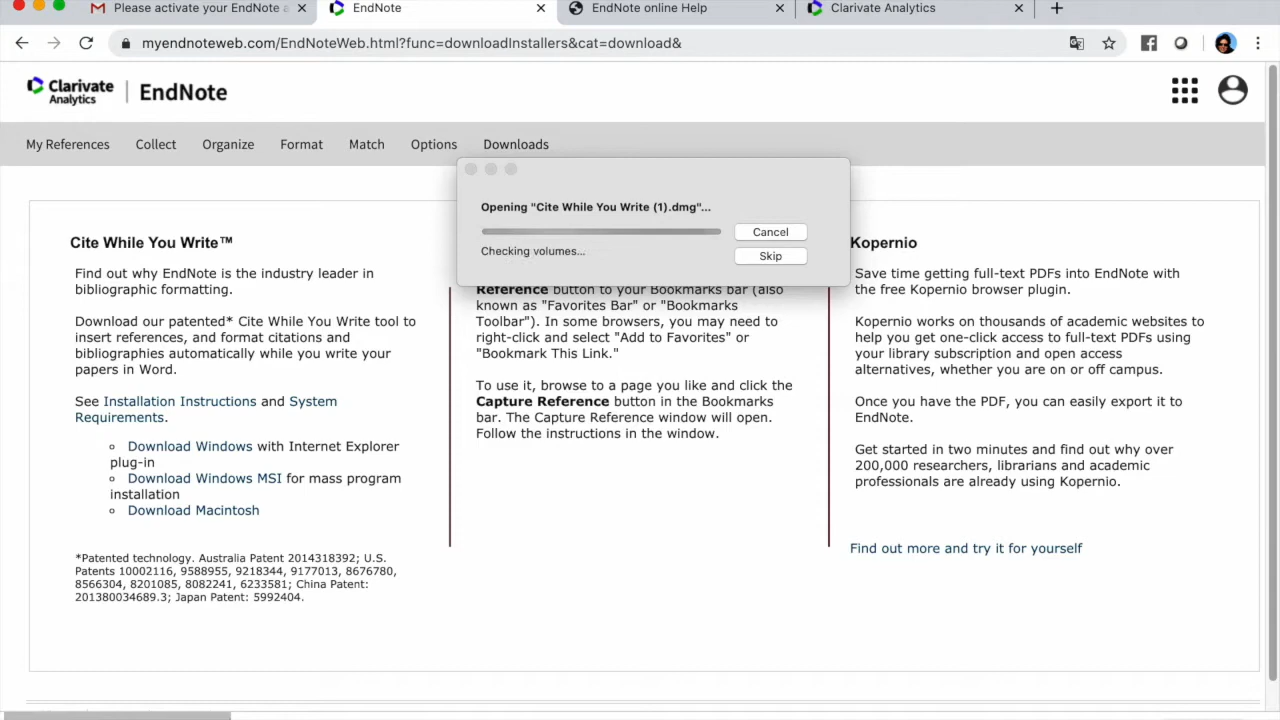 Please activate your EndNote a
EndNote
EndNote online Help
Clarivate Analytics
myendnoteweb.com/EndNoteWeb.html?func=downloadInstallers&cat=download&
Clarivate
Analytics
EndNote
My References
Collect
Organize
Format
Match
Options
Downloads
Opening "Cite While You Write (1).dmg"...
Cancel
Checking volumes...
Skip
Cite While You Write™
Find out why EndNote is the industry leader in
bibliographic formatting.
Download our patented* Cite While You Write tool to
insert references, and format citations and
bibliographies automatically while you write your
papers in Word.
See Installation Instructions and System
Requirements.
Download Windows with Internet Explorer
plug-in
Download Windows MSI for mass program
installation
Download Macintosh
*Patented technology. Australia Patent 2014318392; U.S.
Patents 10002116, 9588955, 9218344, 9177013, 8676780,
8566304, 8201085, 8082241, 6233581; China Patent:
201380034689.3; Japan Patent: 5992404.
Reference button to your Bookmarks bar (also
known as "Favorites Bar" or "Bookmarks
Toolbar"). In some browsers, you may need to
right-click and select "Add to Favorites" or
"Bookmark This Link."
To use it, browse to a page you like and click the
Capture Reference button in the Bookmarks
bar. The Capture Reference window will open.
Follow the instructions in the window.
Kopernio
Save time getting full-text PDFs into EndNote with
the free Kopernio browser plugin.
Kopernio works on thousands of academic websites to
help you get one-click access to full-text PDFs using
your library subscription and open access
alternatives, whether you are on or off campus.
Once you have the PDF, you can easily export it to
EndNote.
Get started in two minutes and find out why over
200,000 researchers, librarians and academic
professionals are already using Kopernio.
Find out more and try it for yourself